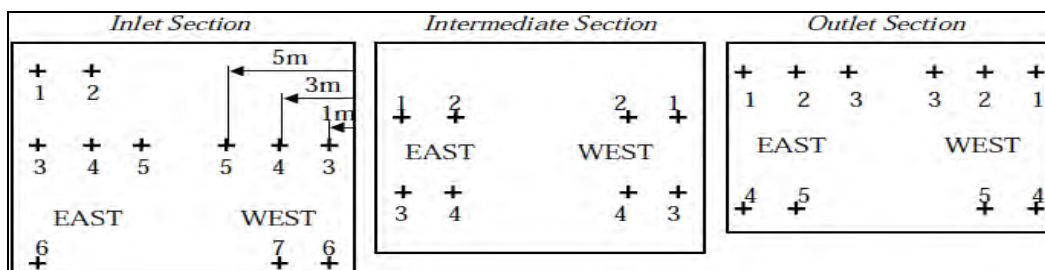 Inlet Section Intermediate Section Outlet Section
5m
3m
1m
1 2
3 4 5 5 4 3
EAST WEST
6 7 6
1 2 2 1
EAST WEST
3 4 4 3
1 2 3 3 2 1
EAST WEST
4 5 5 4